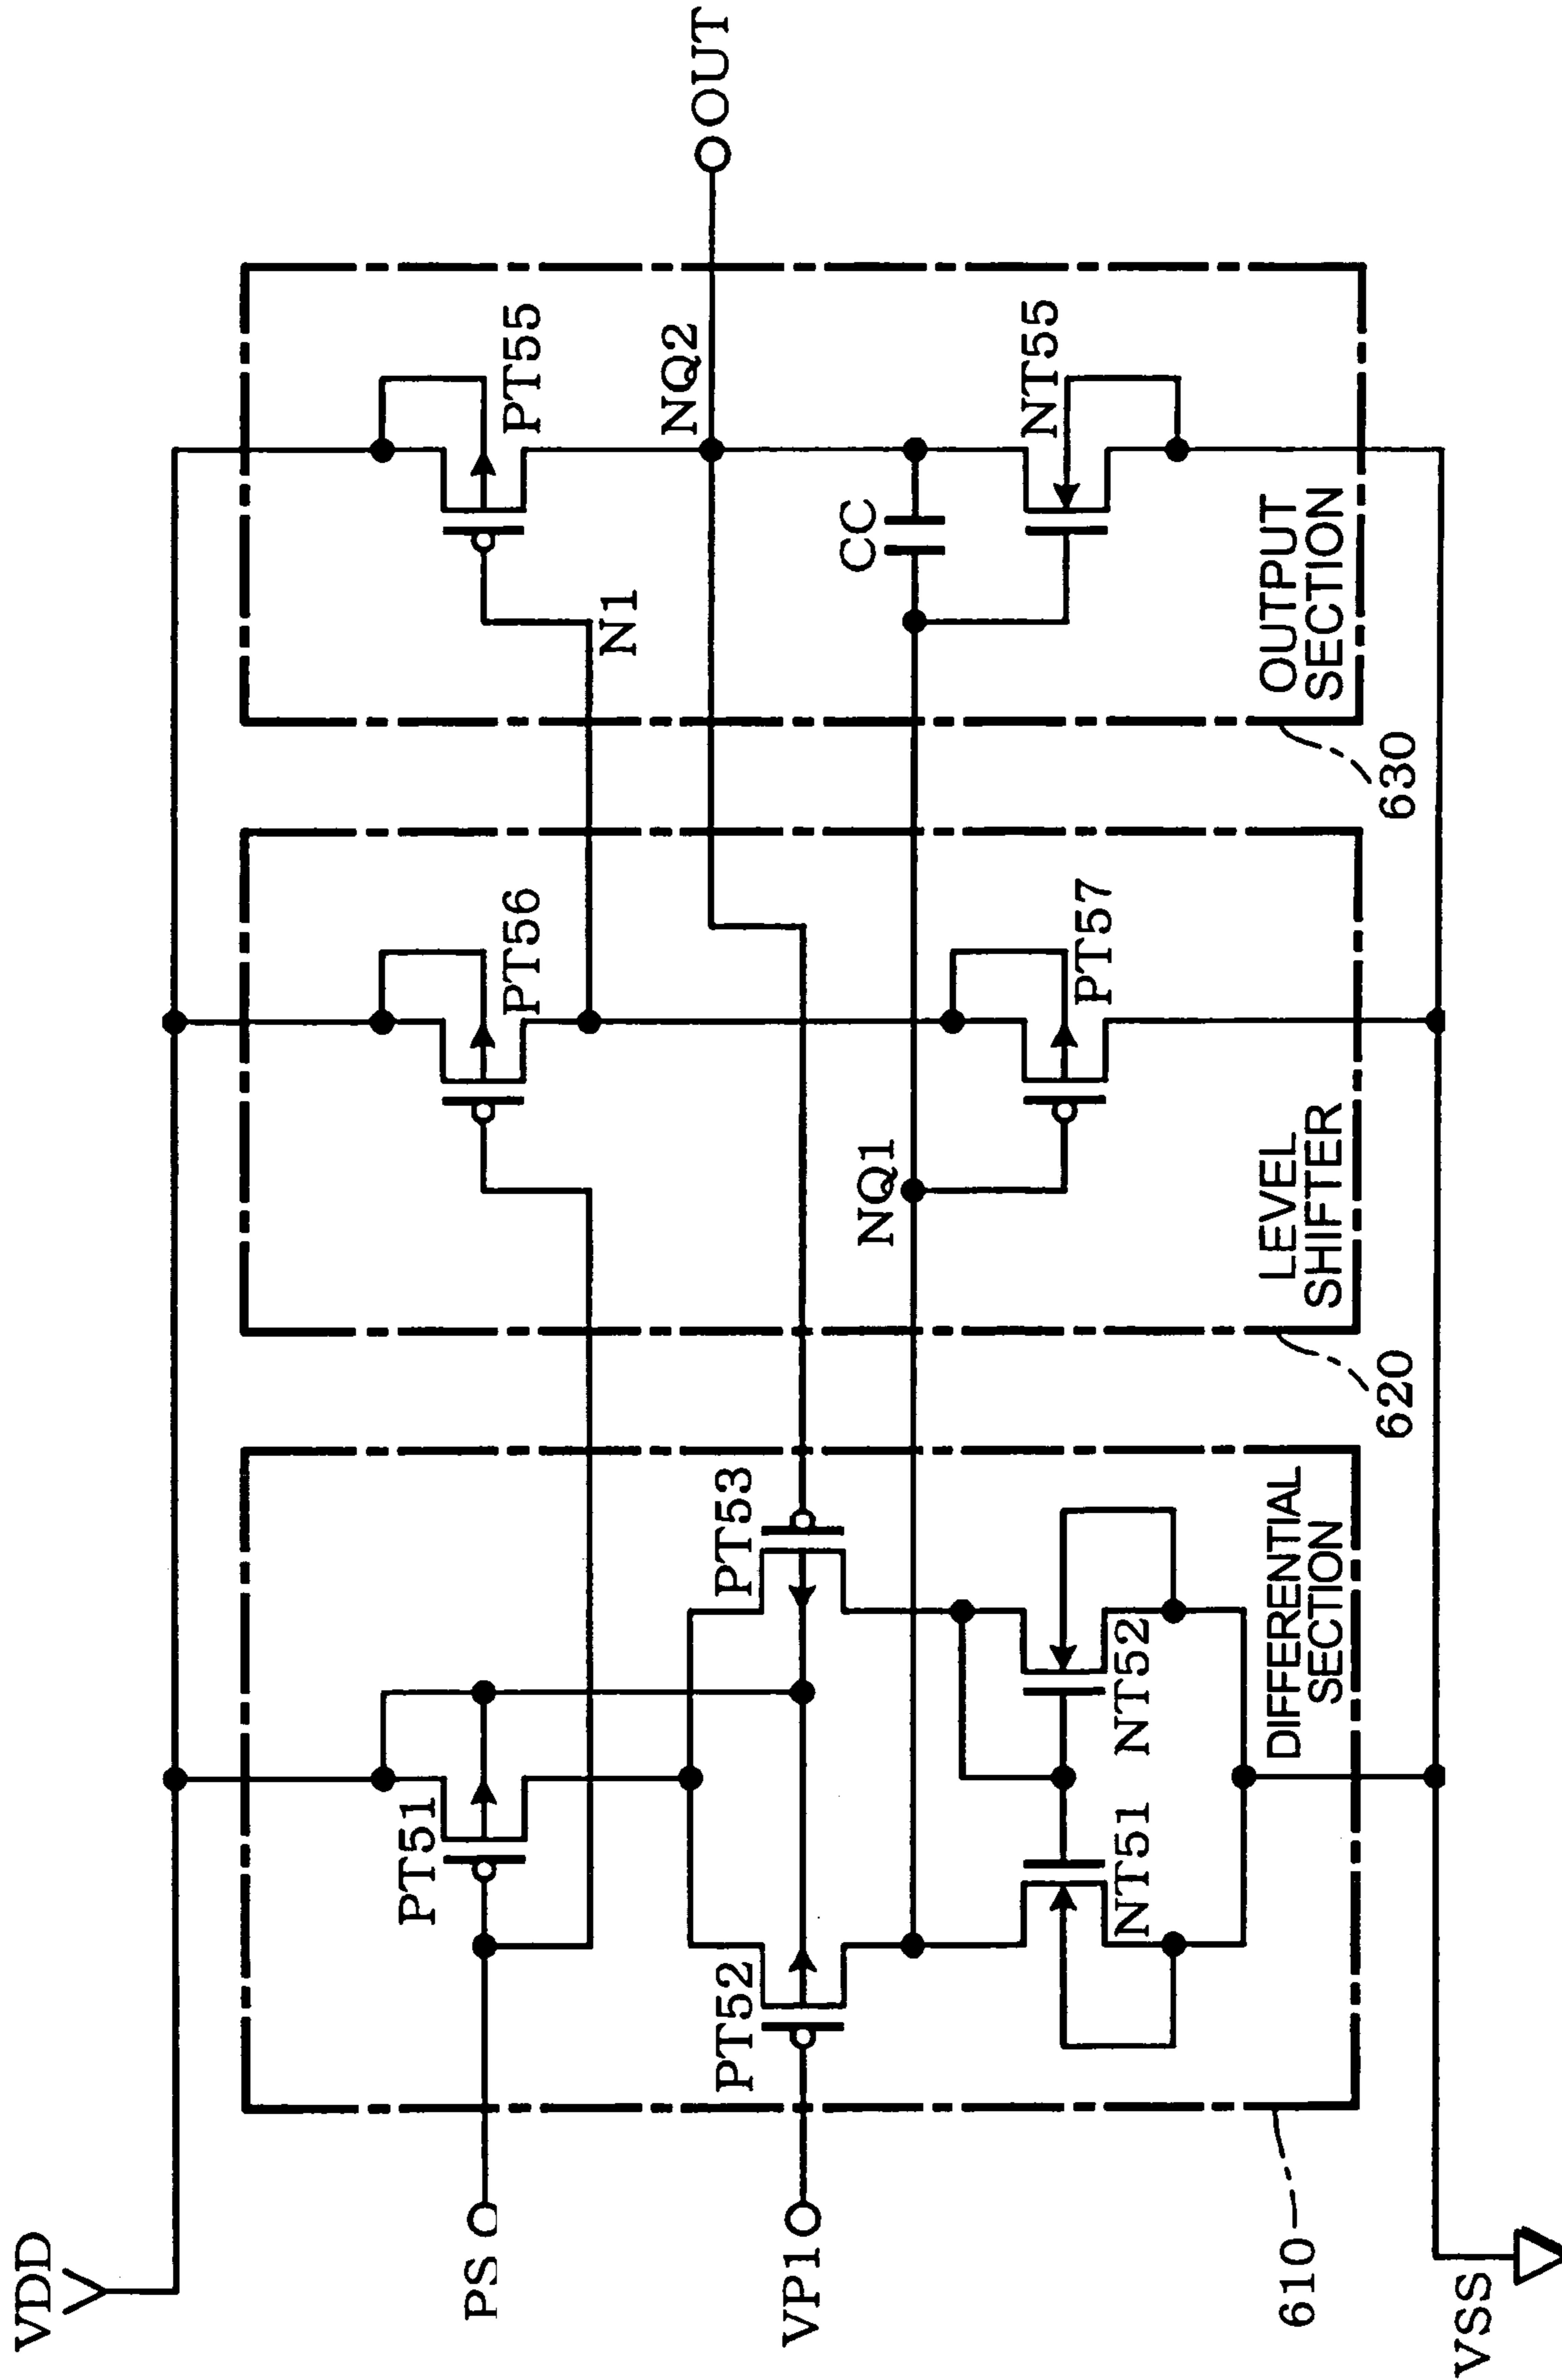 VDD
PS
VP1
VSS
PT51
PT52
PT53
NT51
NT52
DIFFERENTIAL
SECTION
610
PT56
NQ1
PT57
LEVEL
SHIFTER
620
PT55
N1
NQ2
CC
NT55
OUTPUT
SECTION
630
OUT